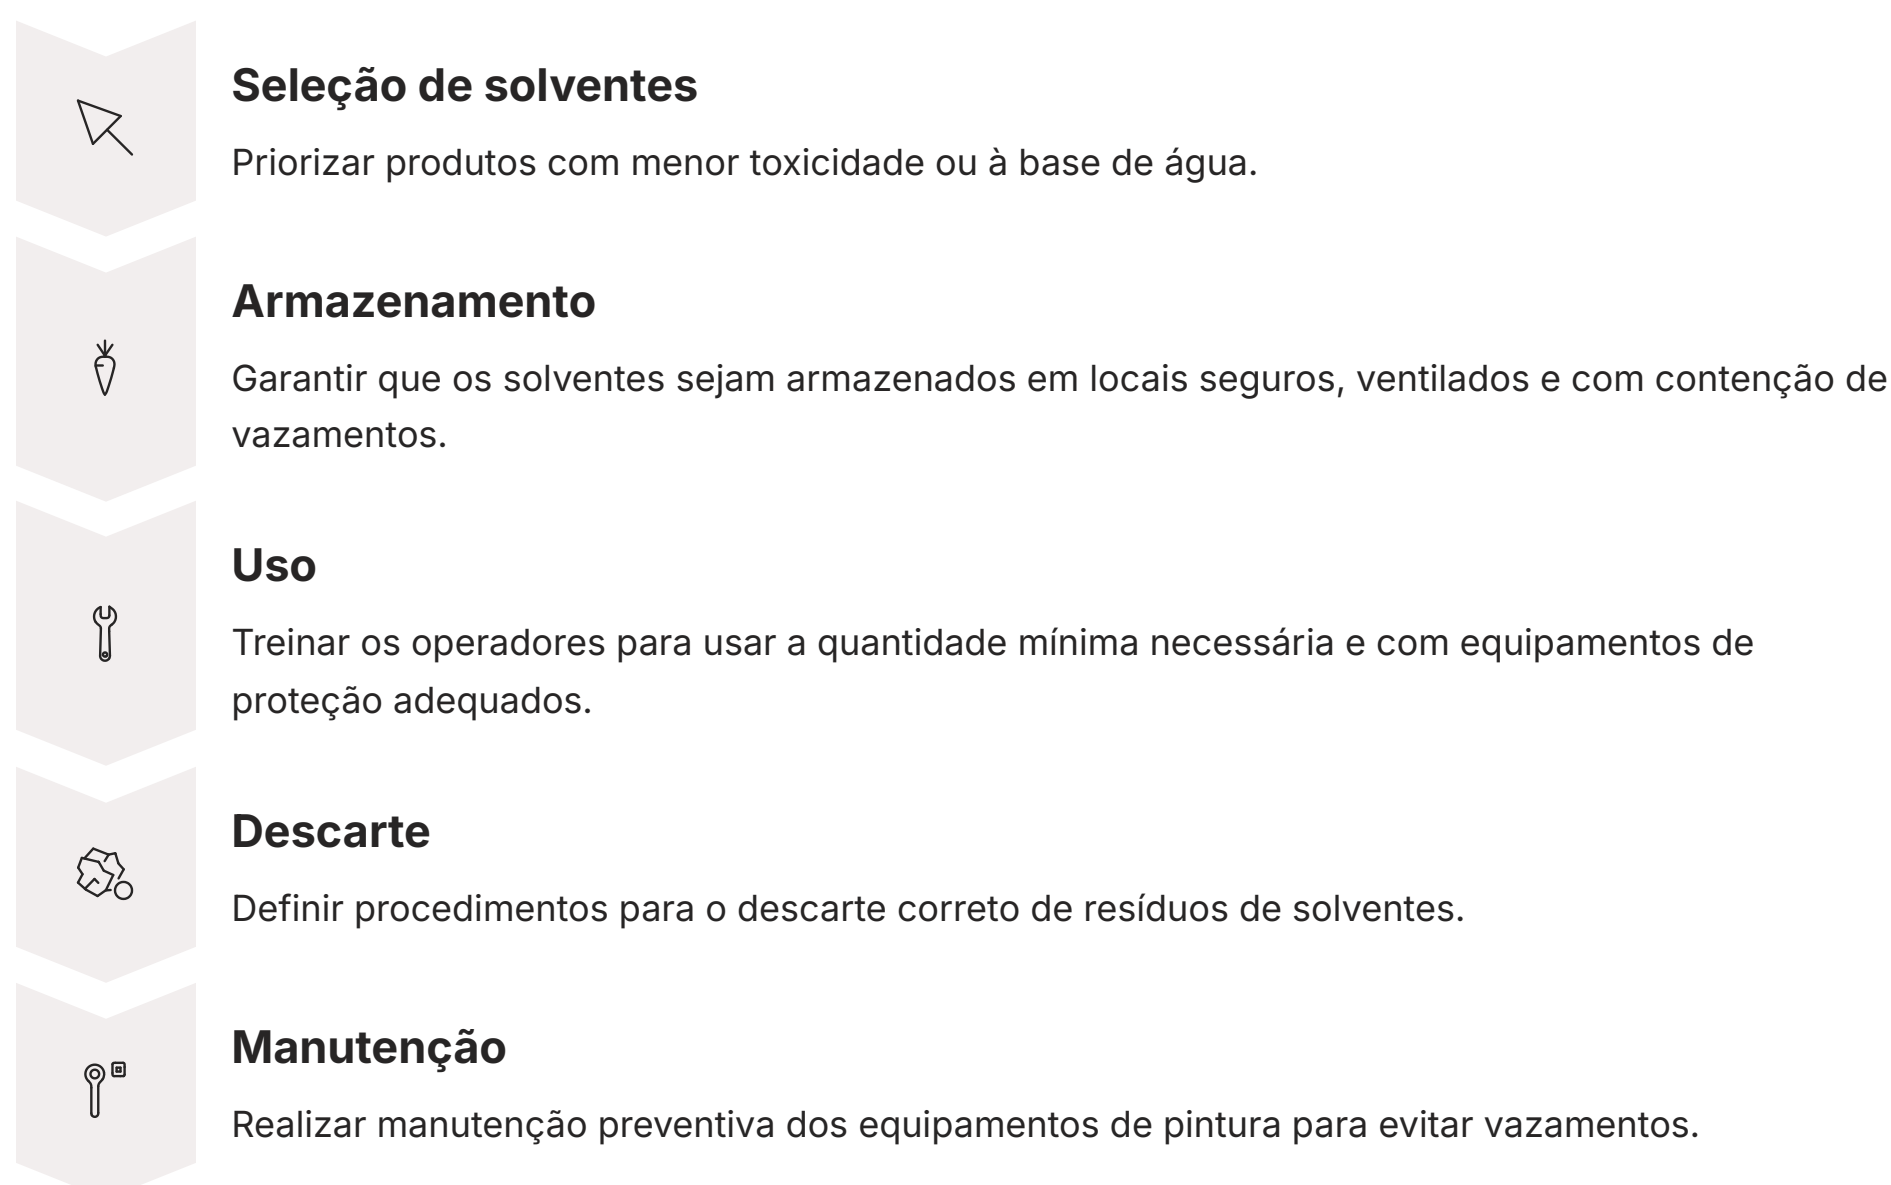 Seleção de solventes
Priorizar produtos com menor toxicidade ou à base de água.
Armazenamento
Garantir que os solventes sejam armazenados em locais seguros, ventilados e com contenção de
vazamentos.
Uso
Treinar os operadores para usar a quantidade mínima necessária e com equipamentos de
proteção adequados.
Descarte
Definir procedimentos para o descarte correto de resíduos de solventes.
Manutenção
Realizar manutenção preventiva dos equipamentos de pintura para evitar vazamentos.